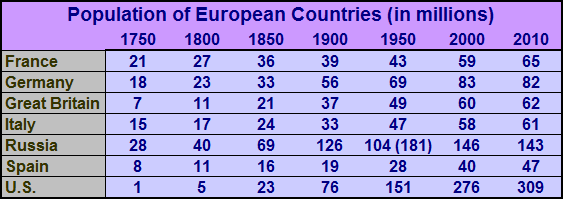 Population of European Countries (in millions)
1750 1800 1850 1900 1950 2000 2010
France 21 27 36 39 43 59 65
Germany 18 23 33 56 69 83 82
Great Britain 7 11 21 37 49 60 62
Italy 15 17 24 33 47 58 61
Russia 28 40 69 126 104 (181) 146 143
Spain 8 11 16 19 28 40 47
U.S. 1 5 23 76 151 276 309